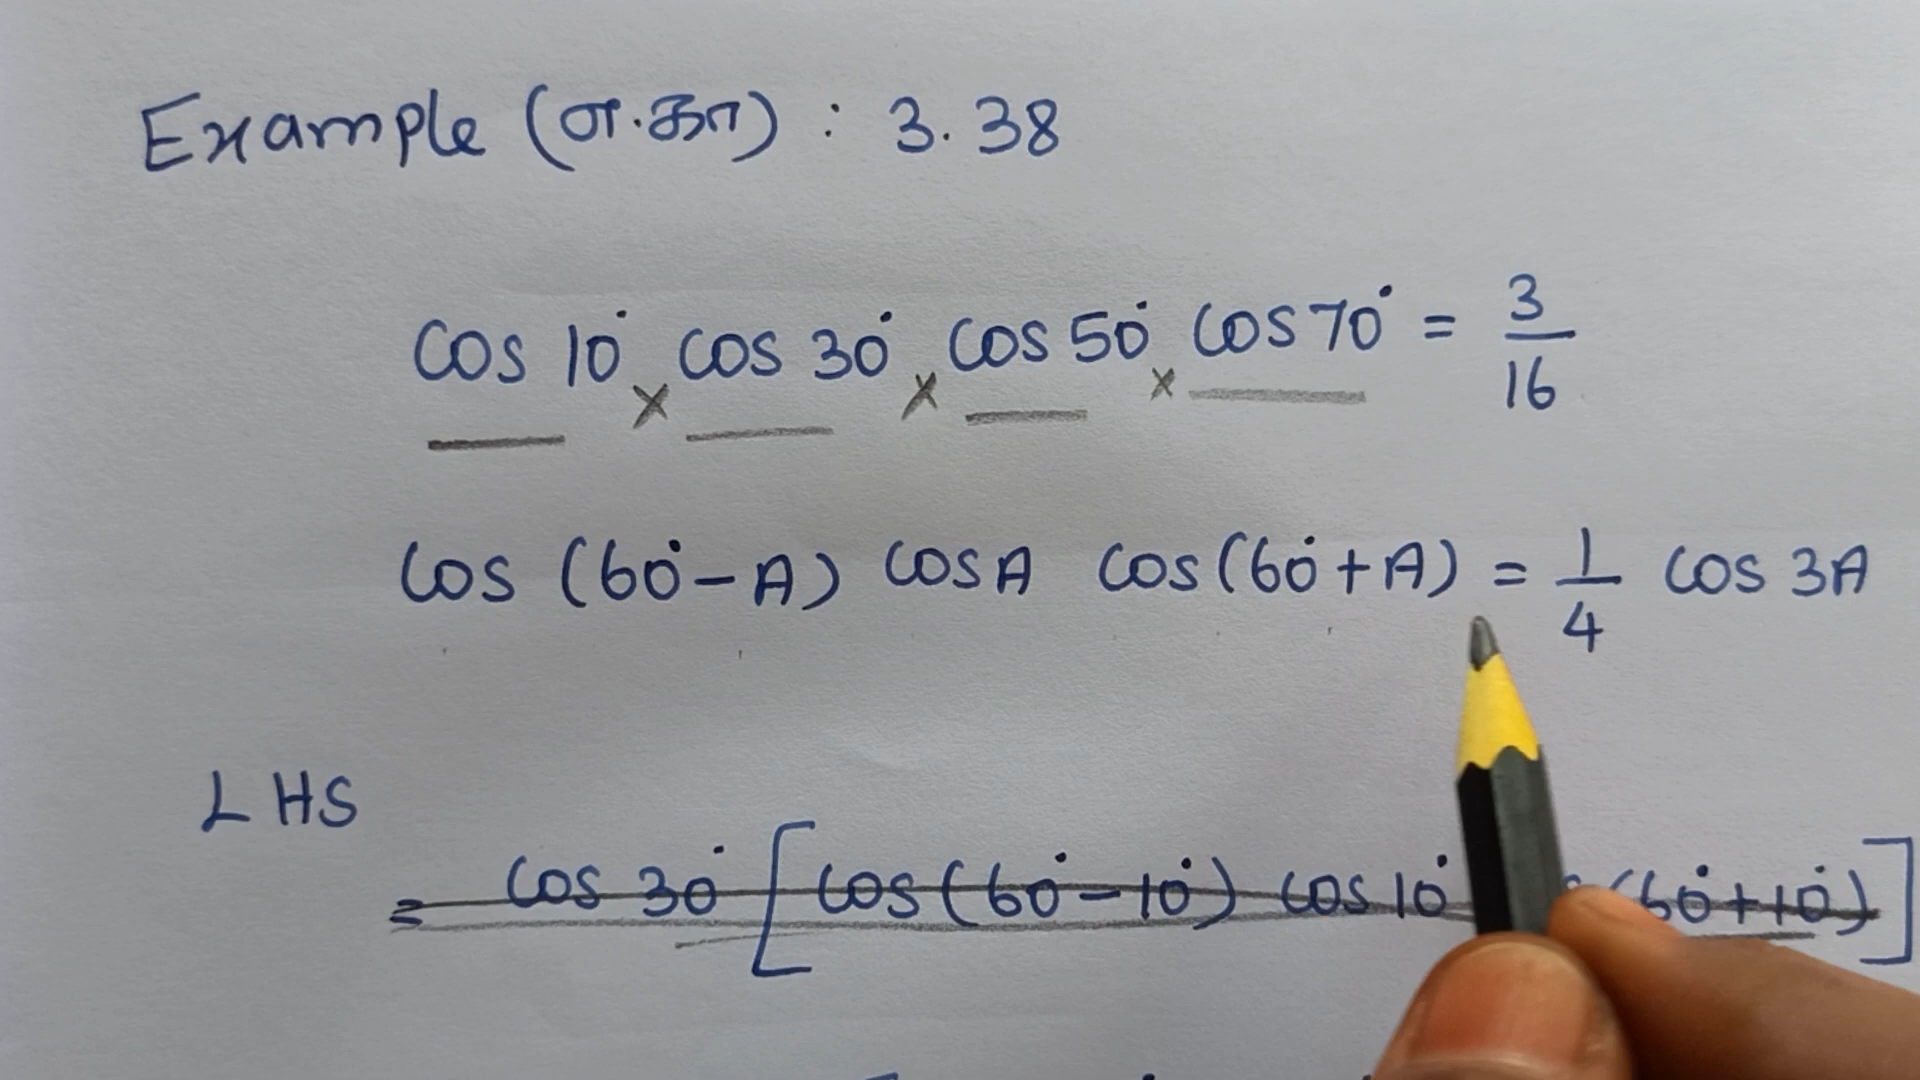 Example (எ.கா) : 3.38
cos 10° × cos 30° × cos 50° × cos 70° = 3/16
cos (60° - A) cos A cos (60° + A) = 1/4 cos 3A
LHS
= cos 30° [cos (60° - 10°) cos 10° (60° + 10°)]